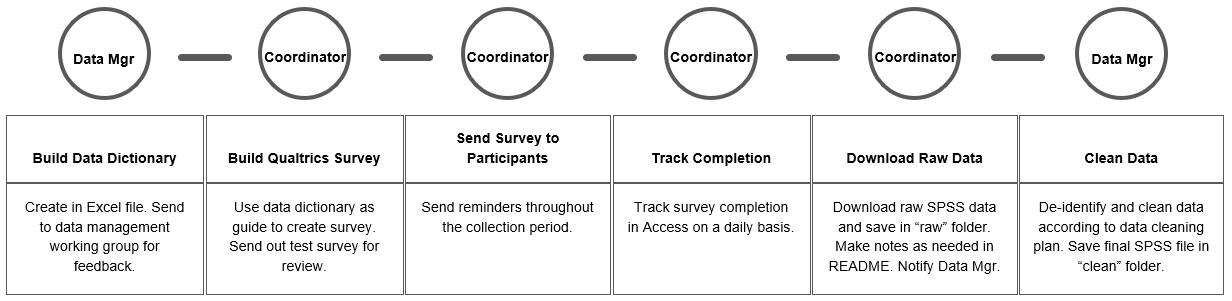 Data Mgr
Coordinator
Coordinator
Coordinator
Coordinator
Data Mgr
Build Data Dictionary
Create in Excel file. Send
to data management
working group for
feedback.
Build Qualtrics Survey
Use data dictionary as
guide to create survey.
Send out test survey for
review.
Send Survey to
Participants
Send reminders throughout
the collection period.
Track Completion
Track survey completion
in Access on a daily basis.
Download Raw Data
Download raw SPSS data
and save in “raw” folder.
Make notes as needed in
README. Notify Data Mgr.
Clean Data
De-identify and clean data
according to data cleaning
plan. Save final SPSS file in
“clean” folder.